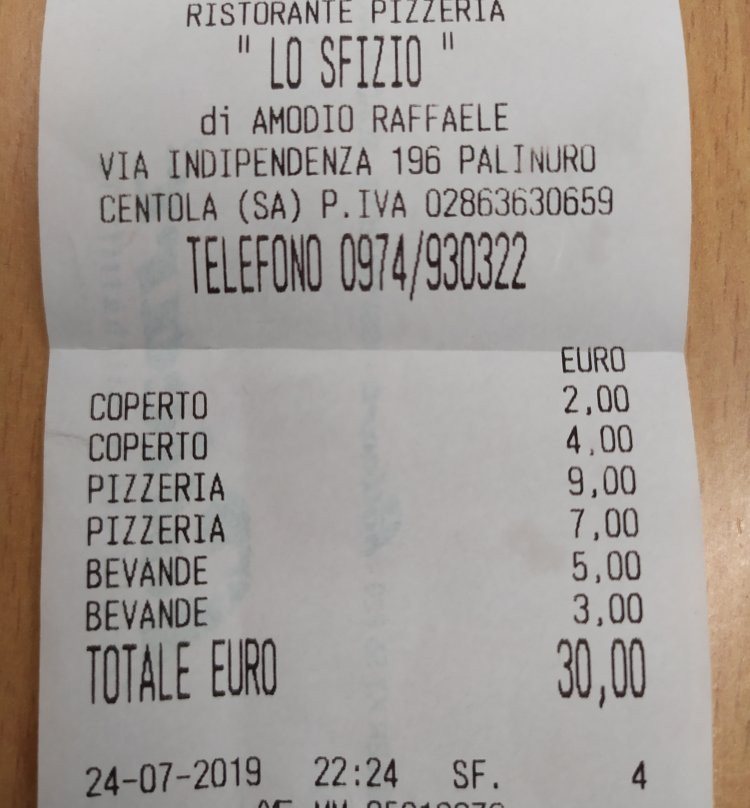 RISTORANTE PIZZERIA
" LO SFIZIO "
di AMODIO RAFFAELE
VIA INDIPENDENZA 196 PALINURO
CENTOLA (SA) P.IVA 02863630659
TELEFONO 0974/930322
EURO
COPERTO 2,00
COPERTO 4,00
PIZZERIA 9,00
PIZZERIA 7,00
BEVANDE 5,00
BEVANDE 3,00
TOTALE EURO 30,00
24-07-2019 22:24 SF. 4